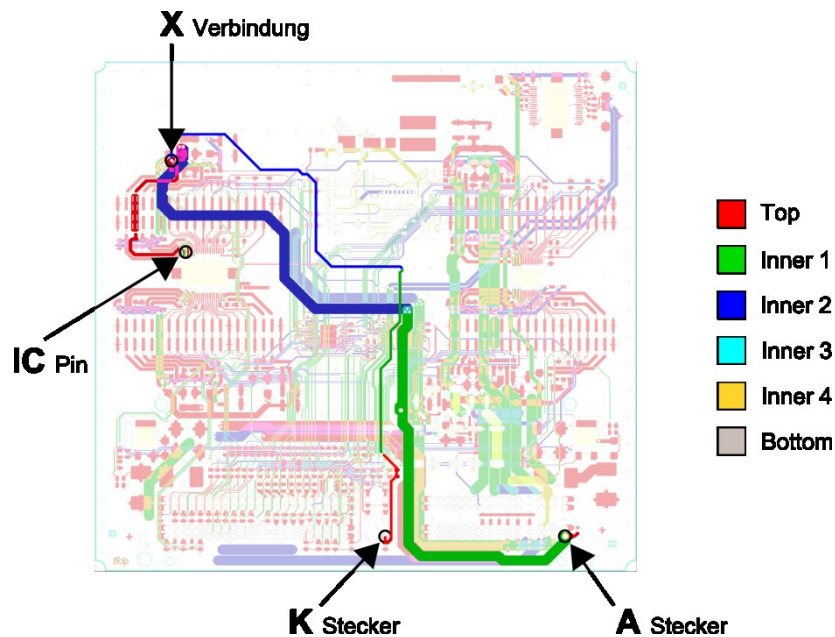 X Verbindung
Top
Inner 1
Inner 2
IC Pin
Inner 3
Inner 4
Bottom
K Stecker
A Stecker